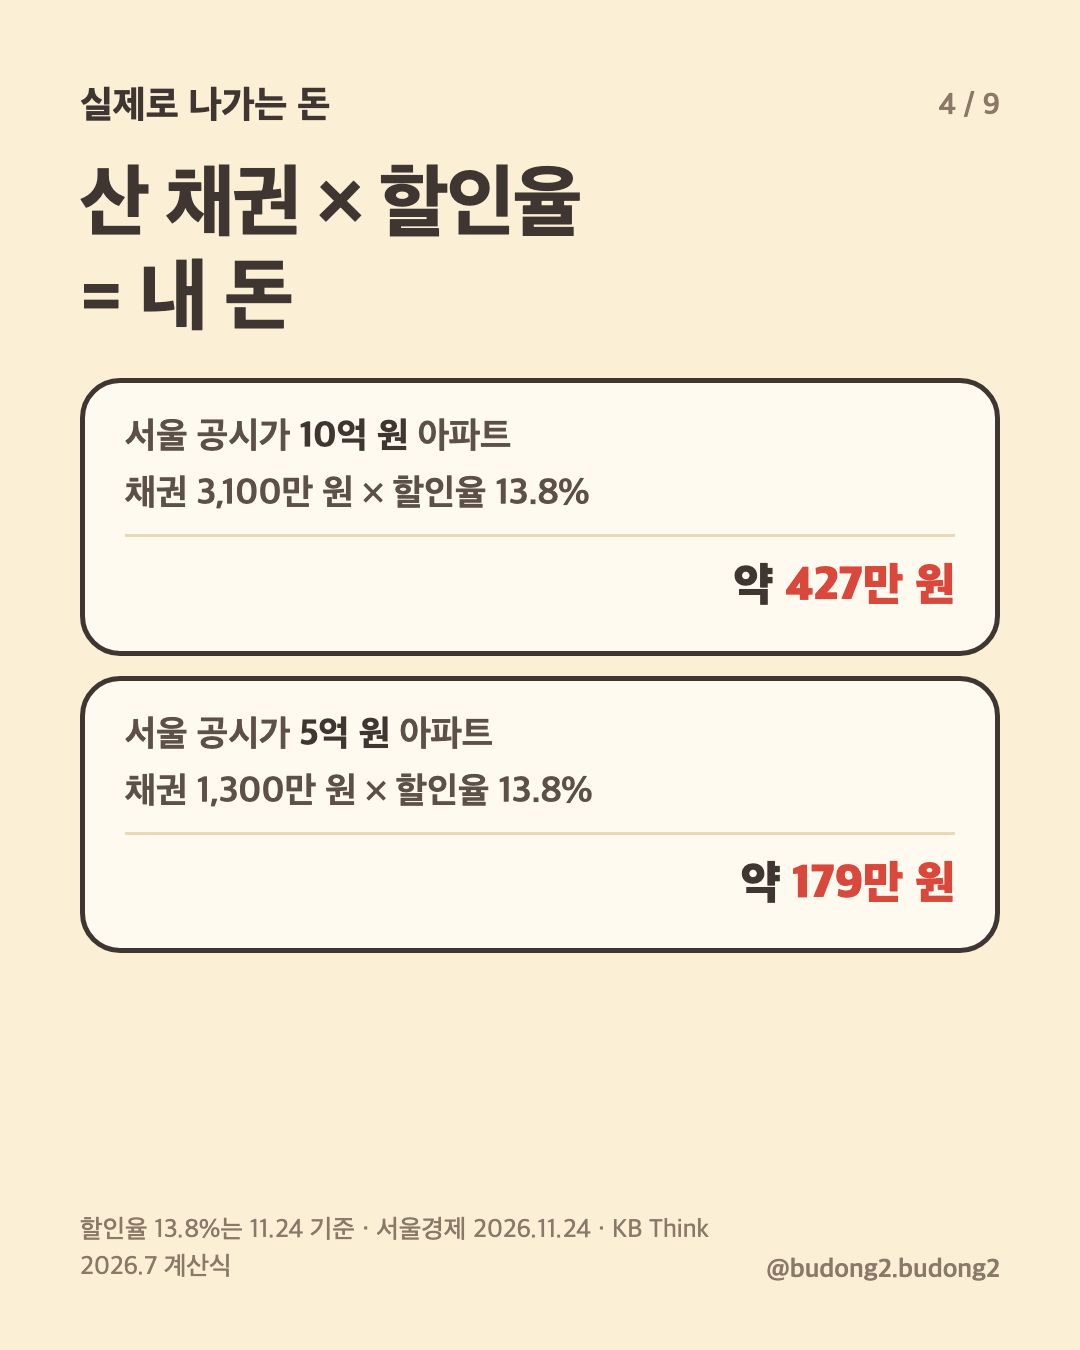 실제로 나가는 돈
4 / 9
산 채권 × 할인율
= 내 돈
서울 공시가 10억 원 아파트
채권 3,100만 원 × 할인율 13.8%
약 427만 원
서울 공시가 5억 원 아파트
채권 1,300만 원 × 할인율 13.8%
약 179만 원
할인율 13.8%는 11.24 기준 · 서울경제 2026.11.24 · KB Think
2026.7 계산식
@budong2.budong2